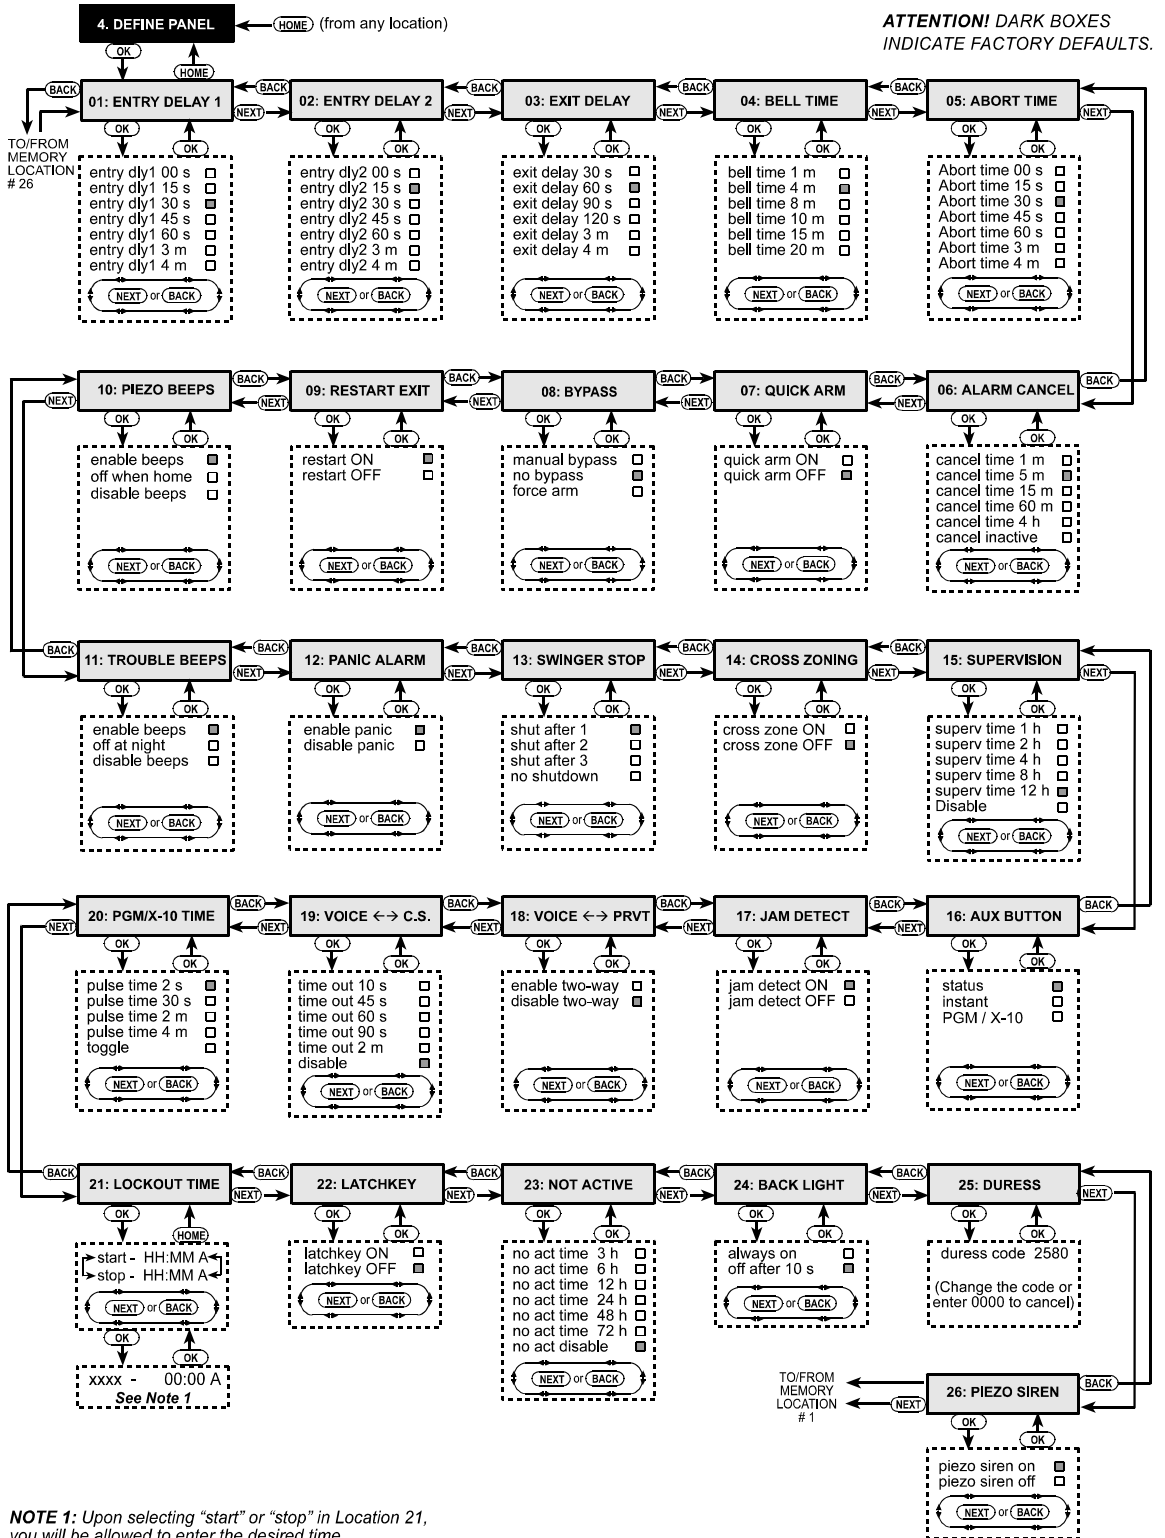 4. DEFINE PANEL
HOME (from any location)
ATTENTION! DARK BOXES
INDICATE FACTORY DEFAULTS.
OK
HOME
BACK
01: ENTRY DELAY 1
BACK
NEXT
02: ENTRY DELAY 2
BACK
NEXT
03: EXIT DELAY
BACK
NEXT
04: BELL TIME
BACK
NEXT
05: ABORT TIME
BACK
NEXT
TO/FROM
MEMORY
LOCATION
# 26
OK
OK
entry dly1 00 s
entry dly1 15 s
entry dly1 30 s
entry dly1 45 s
entry dly1 60 s
entry dly1 3 m
entry dly1 4 m
NEXT or BACK
OK
OK
entry dly2 00 s
entry dly2 15 s
entry dly2 30 s
entry dly2 45 s
entry dly2 60 s
entry dly2 3 m
entry dly2 4 m
NEXT or BACK
OK
OK
exit delay 30 s
exit delay 60 s
exit delay 90 s
exit delay 120 s
exit delay 3 m
exit delay 4 m
NEXT or BACK
OK
OK
bell time 1 m
bell time 4 m
bell time 8 m
bell time 10 m
bell time 15 m
bell time 20 m
NEXT or BACK
OK
OK
Abort time 00 s
Abort time 15 s
Abort time 30 s
Abort time 45 s
Abort time 60 s
Abort time 3 m
Abort time 4 m
NEXT or BACK
NEXT
10: PIEZO BEEPS
BACK
NEXT
09: RESTART EXIT
BACK
NEXT
08: BYPASS
BACK
NEXT
07: QUICK ARM
BACK
NEXT
06: ALARM CANCEL
BACK
OK
OK
enable beeps
off when home
disable beeps
NEXT or BACK
OK
OK
restart ON
restart OFF
NEXT or BACK
OK
OK
manual bypass
no bypass
force arm
NEXT or BACK
OK
OK
quick arm ON
quick arm OFF
NEXT or BACK
OK
OK
cancel time 1 m
cancel time 5 m
cancel time 15 m
cancel time 60 m
cancel time 4 h
cancel inactive
NEXT or BACK
BACK
11: TROUBLE BEEPS
BACK
NEXT
12: PANIC ALARM
BACK
NEXT
13: SWINGER STOP
BACK
NEXT
14: CROSS ZONING
BACK
NEXT
15: SUPERVISION
NEXT
OK
OK
enable beeps
off at night
disable beeps
NEXT or BACK
OK
OK
enable panic
disable panic
NEXT or BACK
OK
OK
shut after 1
shut after 2
shut after 3
no shutdown
NEXT or BACK
OK
OK
cross zone ON
cross zone OFF
NEXT or BACK
OK
OK
superv time 1 h
superv time 2 h
superv time 4 h
superv time 8 h
superv time 12 h
Disable
NEXT or BACK
NEXT
20: PGM/X-10 TIME
BACK
NEXT
19: VOICE ←→ C.S.
BACK
NEXT
18: VOICE ←→ PRVT
BACK
NEXT
17: JAM DETECT
BACK
NEXT
16: AUX BUTTON
BACK
OK
OK
pulse time 2 s
pulse time 30 s
pulse time 2 m
pulse time 4 m
toggle
NEXT or BACK
OK
OK
time out 10 s
time out 45 s
time out 60 s
time out 90 s
time out 2 m
disable
NEXT or BACK
OK
OK
enable two-way
disable two-way
NEXT or BACK
OK
OK
jam detect ON
jam detect OFF
NEXT or BACK
OK
OK
status
instant
PGM / X-10
NEXT or BACK
BACK
21: LOCKOUT TIME
BACK
NEXT
22: LATCHKEY
BACK
NEXT
23: NOT ACTIVE
BACK
NEXT
24: BACK LIGHT
BACK
NEXT
25: DURESS
NEXT
OK
HOME
start - HH:MM A
stop - HH:MM A
NEXT or BACK
OK
OK
xxxx - 00:00 A
See Note 1
OK
OK
latchkey ON
latchkey OFF
NEXT or BACK
OK
OK
no act time 3 h
no act time 6 h
no act time 12 h
no act time 24 h
no act time 48 h
no act time 72 h
no act disable
NEXT or BACK
OK
OK
always on
off after 10 s
NEXT or BACK
OK
OK
duress code 2580
(Change the code or
enter 0000 to cancel)
TO/FROM
MEMORY
LOCATION
# 1
NEXT
26: PIEZO SIREN
BACK
OK
OK
piezo siren on
piezo siren off
NEXT or BACK
NOTE 1: Upon selecting “start” or “stop” in Location 21,
you will be allowed to enter the desired time